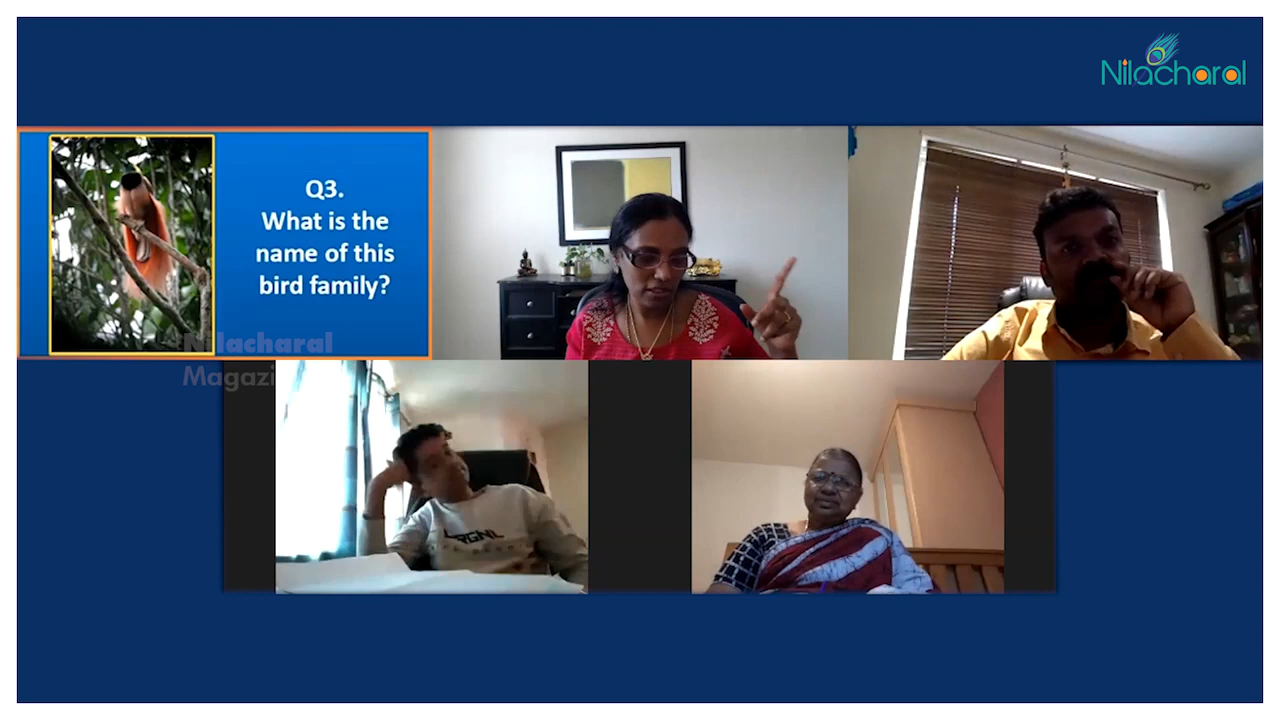 Nilacharal
Q3.
What is the
name of this
bird family?
Nilacharal
Magazi